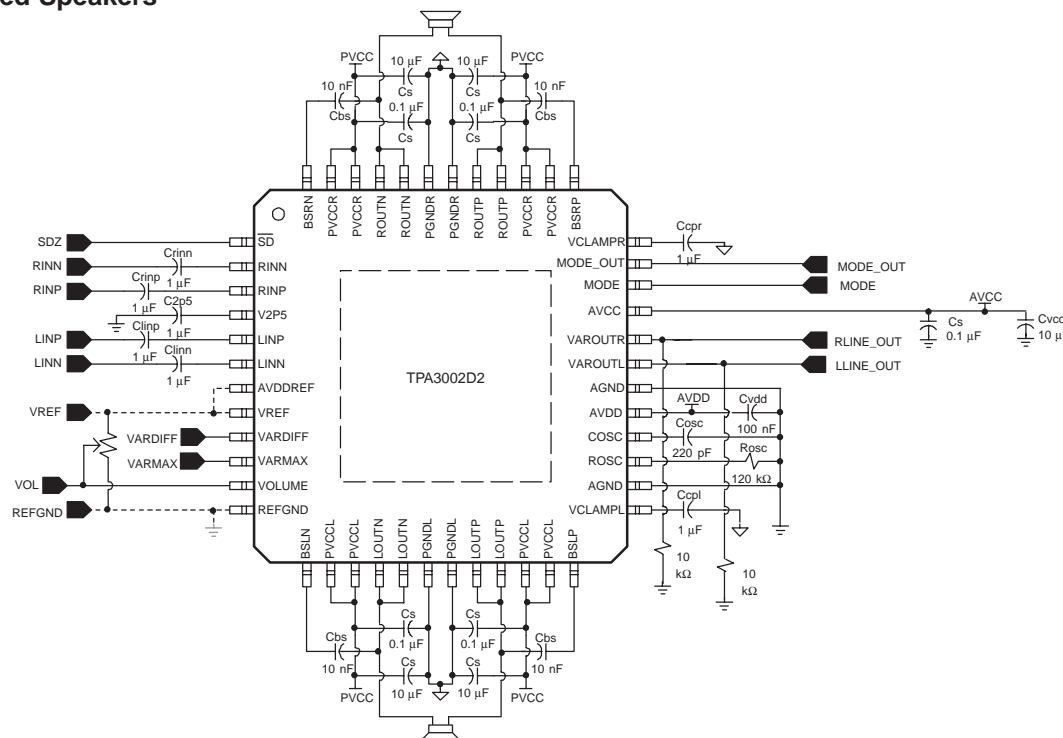 ed Speakers
PVCC 10 µF 10 µF PVCC
10 nF Cs Cs 10 nF
Cbs 0.1 µF 0.1 µF Cbs
Cs Cs
BSRN PVCCR PVCCR ROUTN ROUTN PGNDR PGNDR ROUTP ROUTP PVCCR PVCCR BSRP
SDZ SD VCLAMPR Ccpr 1 µF
RINN Crinn 1 µF RINN MODE_OUT MODE_OUT
RINP Crinp 1 µF RINP MODE MODE
C2p5 1 µF V2P5 AVCC AVCC
Cs 0.1 µF Cvcc 10 µ
LINP Clinp 1 µF LINP VAROUTR RLINE_OUT
LINN Clinn 1 µF LINN VAROUTL LLINE_OUT
TPA3002D2
AVDDREF AGND
VREF VREF AVDD AVDD Cvdd 100 nF
VARDIFF VARDIFF COSC Cosc 220 pF
VARMAX VARMAX ROSC Rosc 120 kΩ
VOL VOLUME AGND
REFGND REFGND VCLAMPL Ccpl 1 µF
BSLN PVCCL PVCCL LOUTN LOUTN PGNDL PGNDL LOUTP LOUTP PVCCL PVCCL BSLP
10 kΩ
10 kΩ
Cs Cs
Cbs 0.1 µF 0.1 µF Cbs
10 nF Cs Cs 10 nF
PVCC 10 µF 10 µF PVCC